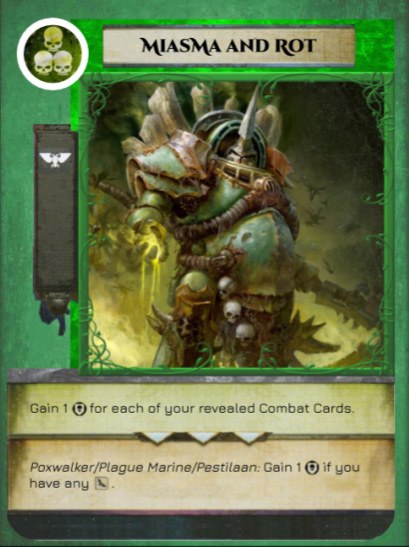 Miasma and Rot
Gain 1 for each of your revealed Combat Cards.
Poxwalker/Plague Marine/Pestilaan: Gain 1 if you
have any .